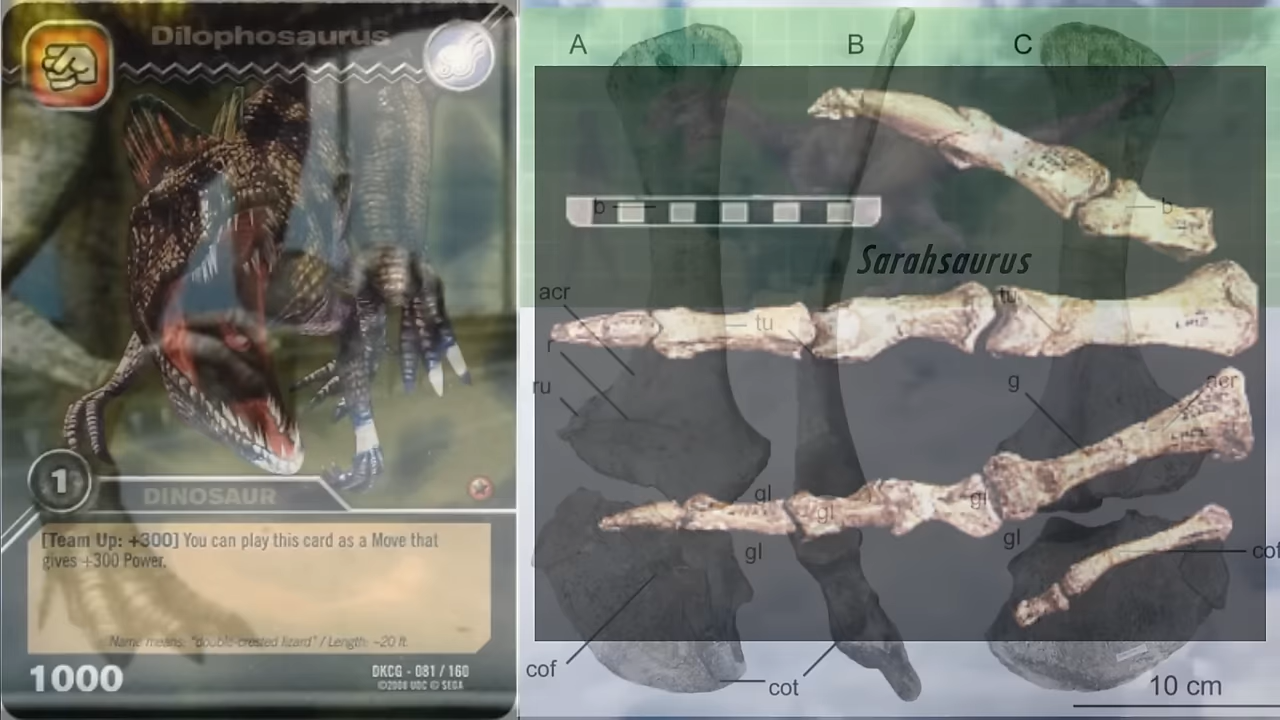 Dilophosaurus
1
DINOSAUR
[Team Up: +300] You can play this card as a Move that
gives +300 Power.
Name means: "double-crested lizard" / Length: ~20 ft.
1000
DKCG - 081 / 160
©2008 UDC © SEGA
A B C
b b
Sarahsaurus
acr tu
tu
r
ru g acr
gl gl gl
gl gl
cof
cof cot
10 cm